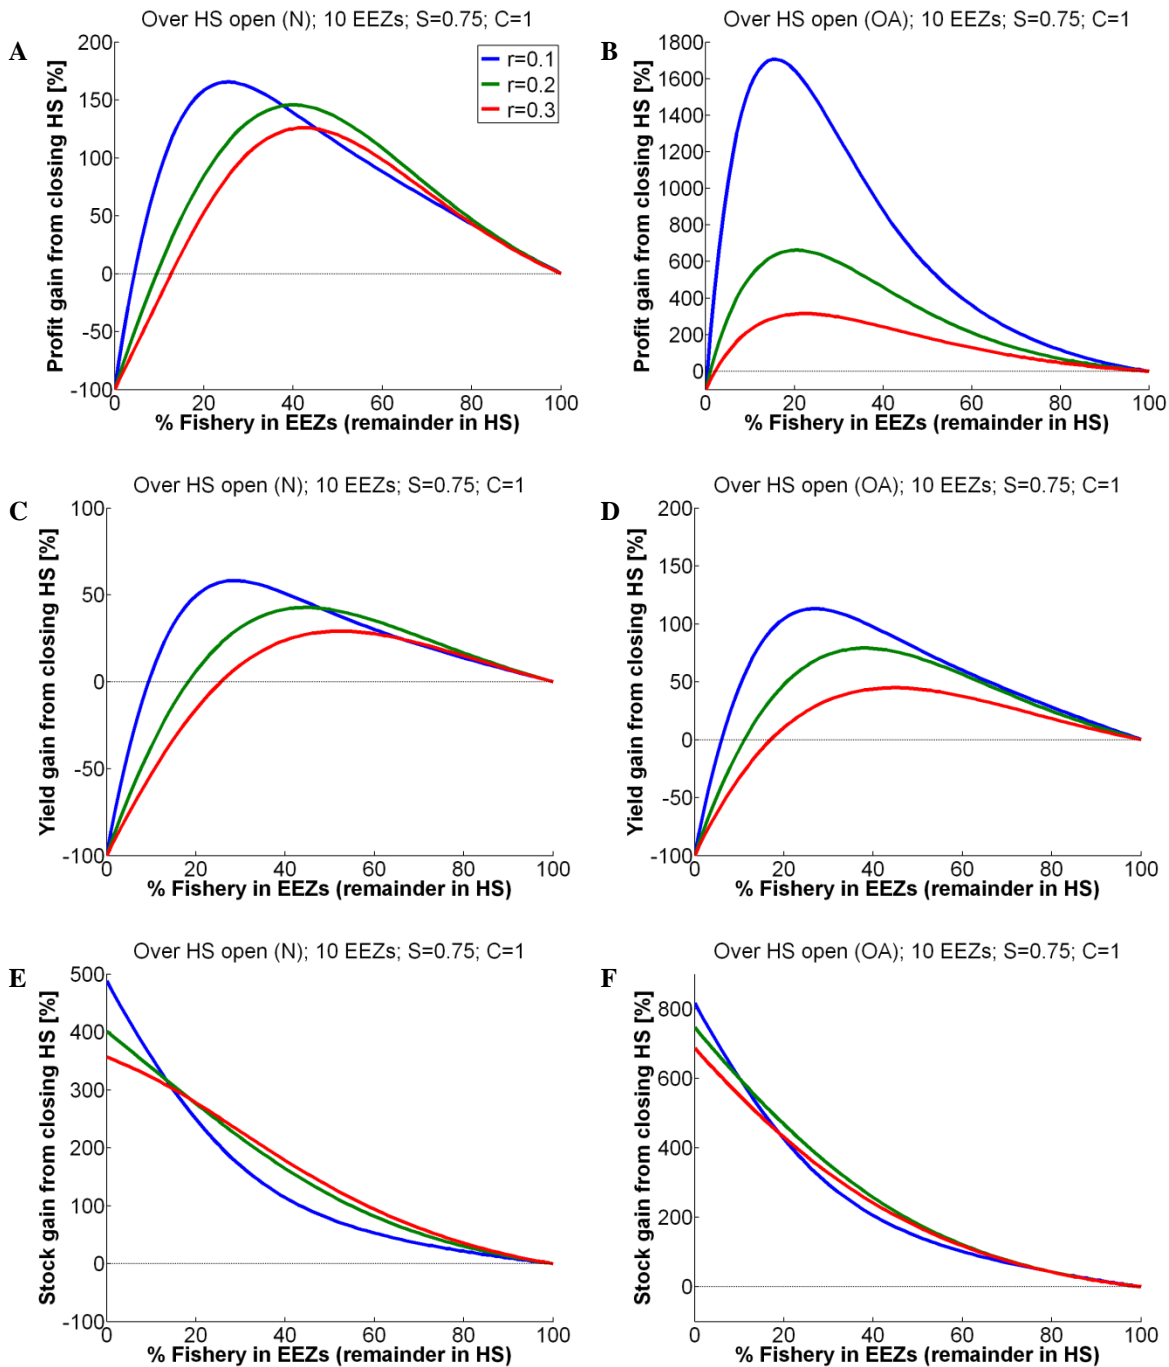 A
Over HS open (N); 10 EEZs; S=0.75; C=1
Profit gain from closing HS [%]
200
150
100
50
0
-50
-100
0 20 40 60 80 100
% Fishery in EEZs (remainder in HS)
r=0.1
r=0.2
r=0.3
B
Over HS open (OA); 10 EEZs; S=0.75; C=1
Profit gain from closing HS [%]
1800
1600
1400
1200
1000
800
600
400
200
0
0 20 40 60 80 100
% Fishery in EEZs (remainder in HS)
C
Over HS open (N); 10 EEZs; S=0.75; C=1
Yield gain from closing HS [%]
100
50
0
-50
-100
0 20 40 60 80 100
% Fishery in EEZs (remainder in HS)
D
Over HS open (OA); 10 EEZs; S=0.75; C=1
Yield gain from closing HS [%]
200
150
100
50
0
-50
-100
0 20 40 60 80 100
% Fishery in EEZs (remainder in HS)
E
Over HS open (N); 10 EEZs; S=0.75; C=1
Stock gain from closing HS [%]
500
400
300
200
100
0
-100
0 20 40 60 80 100
% Fishery in EEZs (remainder in HS)
F
Over HS open (OA); 10 EEZs; S=0.75; C=1
Stock gain from closing HS [%]
800
600
400
200
0
0 20 40 60 80 100
% Fishery in EEZs (remainder in HS)